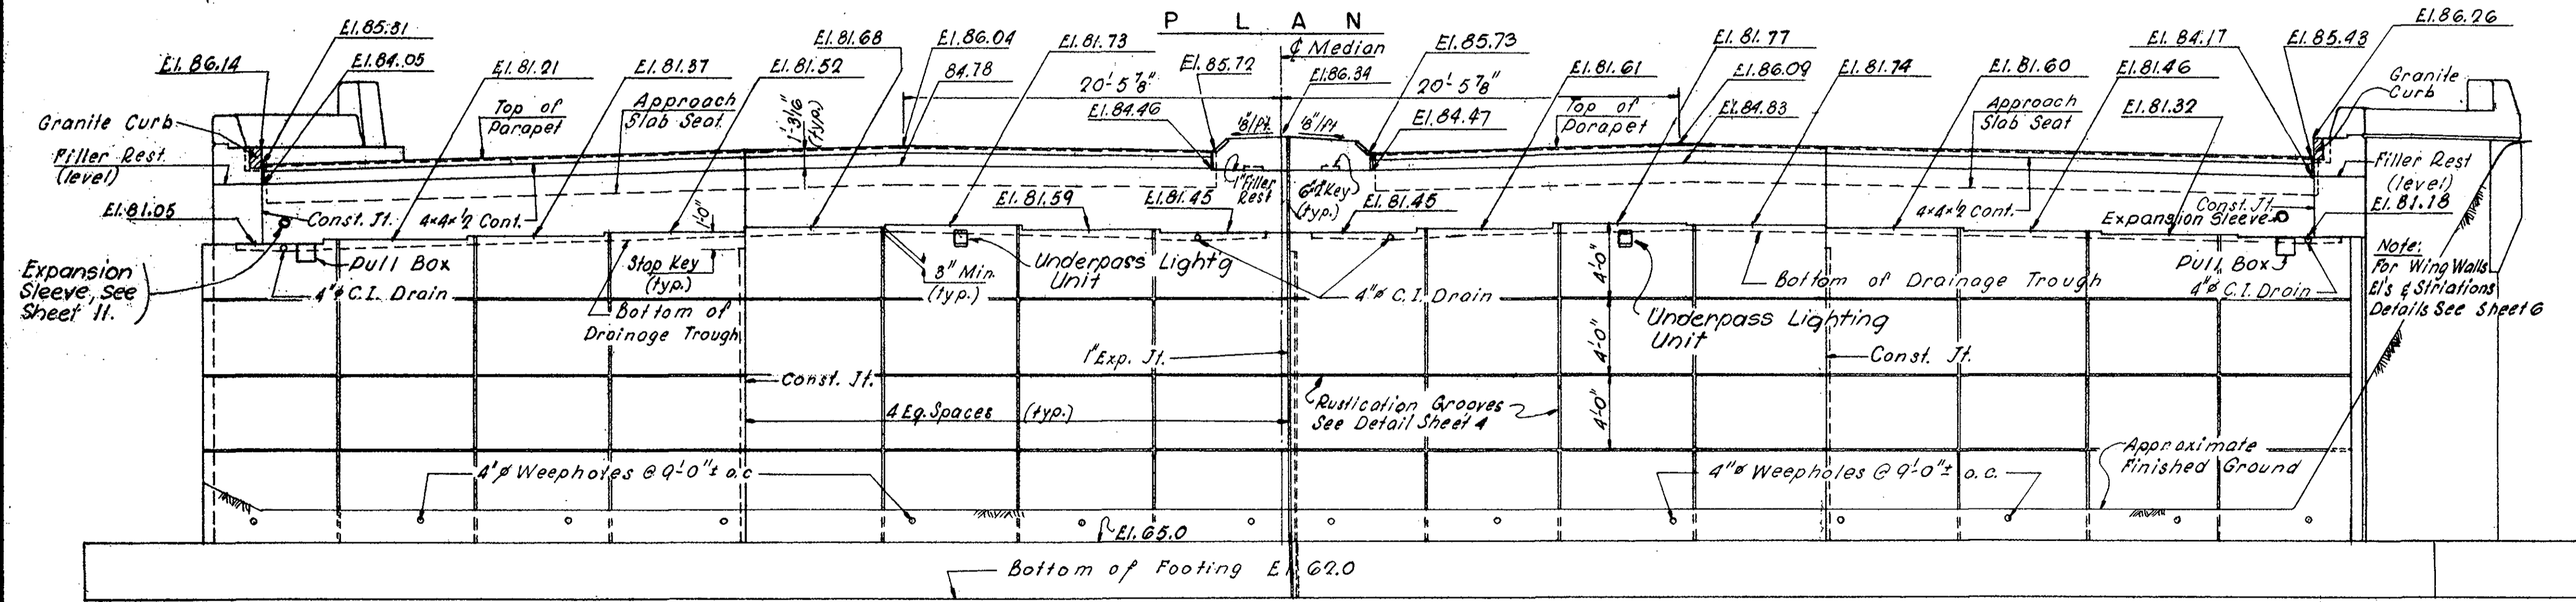 P L A N
El. 86.14
El. 85.31
El. 84.05
El. 81.21
El. 81.37
El. 81.52
El. 81.68
El. 86.04
84.78
El. 81.73
20'-5 7/8"
El. 85.72
El. 84.46
₵ Median
El. 86.34
20'-5 7/8"
El. 85.73
El. 84.47
El. 81.61
El. 81.77
El. 86.09
El. 84.83
El. 81.74
El. 81.60
El. 84.17
El. 81.46
El. 81.32
El. 85.43
El. 86.26
Granite Curb
Filler Rest
(level)
El. 81.05
Top of
Parapet
Approach
Slab Seat
1'-3 1/16"
(typ.)
1/8"/Ft.
1/8"/Ft.
1" Filler
Rest
Key
(typ.)
Top of
Parapet
Approach
Slab Seat
Granite
Curb
Filler Rest
(level)
El. 81.18
Const. Jt.
4×4×½ Cont.
1'-0"
El. 81.59
El. 81.45
El. 81.45
4×4×½ Cont.
Const. Jt.
Expansion Sleeve
Expansion
Sleeve, See
Sheet 11.
Pull Box
4"ø C.I. Drain
Stop Key
(typ.)
Bottom of
Drainage Trough
3" Min.
(typ.)
Underpass Light'g
Unit
4"ø C.I. Drain
4'-0"
4'-0"
4'-0"
Underpass Lighting
Unit
Bottom of Drainage Trough
Pull Box
4"ø C.I. Drain
Note:
For Wing Walls
El's & Striations
Details See Sheet 6
1" Exp. Jt.
Const. Jt.
Const. Jt.
4 Eq. Spaces (typ.)
Rustication Grooves
See Detail Sheet 4
4'ø Weepholes @ 9'-0"± o.c
4"ø Weepholes @ 9'-0"± o.c.
Approximate
Finished Ground
El. 65.0
Bottom of Footing El. 62.0